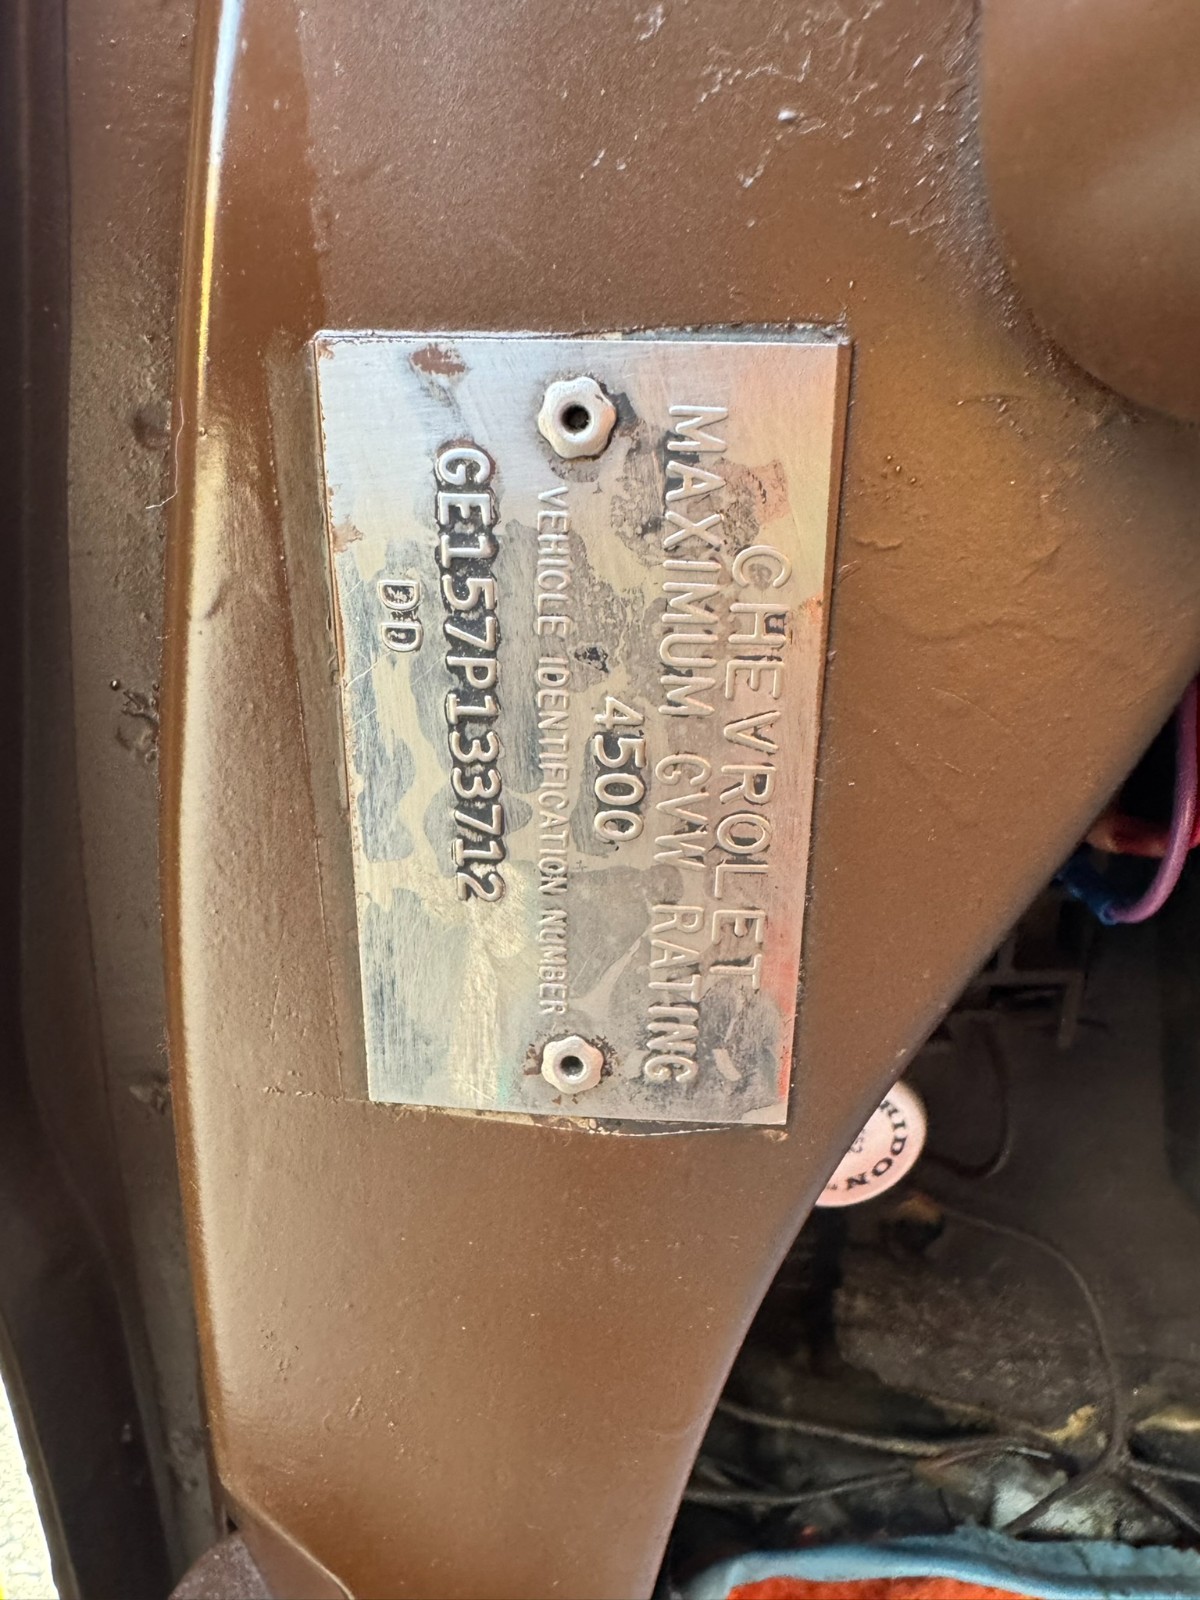 CHEVROLET
MAXIMUM GVW RATING
4500
VEHICLE IDENTIFICATION NUMBER
GE157P133712
DD